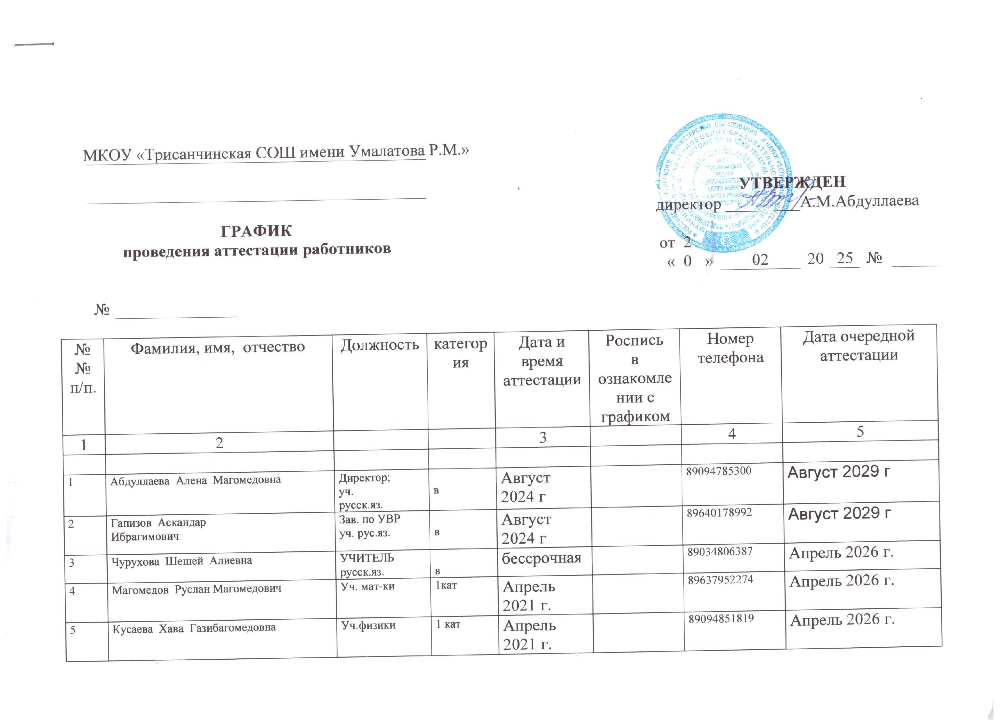 МКОУ «Трисанчинская СОШ имени Умалатова Р.М.»
УТВЕРЖДЕН
директор А.М.Абдуллаева
ГРАФИК
проведения аттестации работников
от 2
« 0 » 02 20 25 №
№
№ Фамилия, имя, отчество Должность категор Дата и Роспись Номер Дата очередной
№ ия время в телефона аттестации
п/п. аттестации ознакомле
нии с
графиком
1 2 3 4 5
1 Абдуллаева Алена Магомедовна Директор; в Август 89094785300 Август 2029 г
уч. 2024 г
русск.яз.
2 Гапизов Аскандар Зав. по УВР в Август 89640178992 Август 2029 г
Ибрагимович уч. рус.яз. 2024 г
3 Чурухова Шешей Алиевна УЧИТЕЛЬ в бессрочная 89034806387 Апрель 2026 г.
русск.яз.
4 Магомедов Руслан Магомедович Уч. мат-ки 1кат Апрель 89637952274 Апрель 2026 г.
2021 г.
5 Кусаева Хава Газибагомедовна Уч.физики 1 кат Апрель 89094851819 Апрель 2026 г.
2021 г.